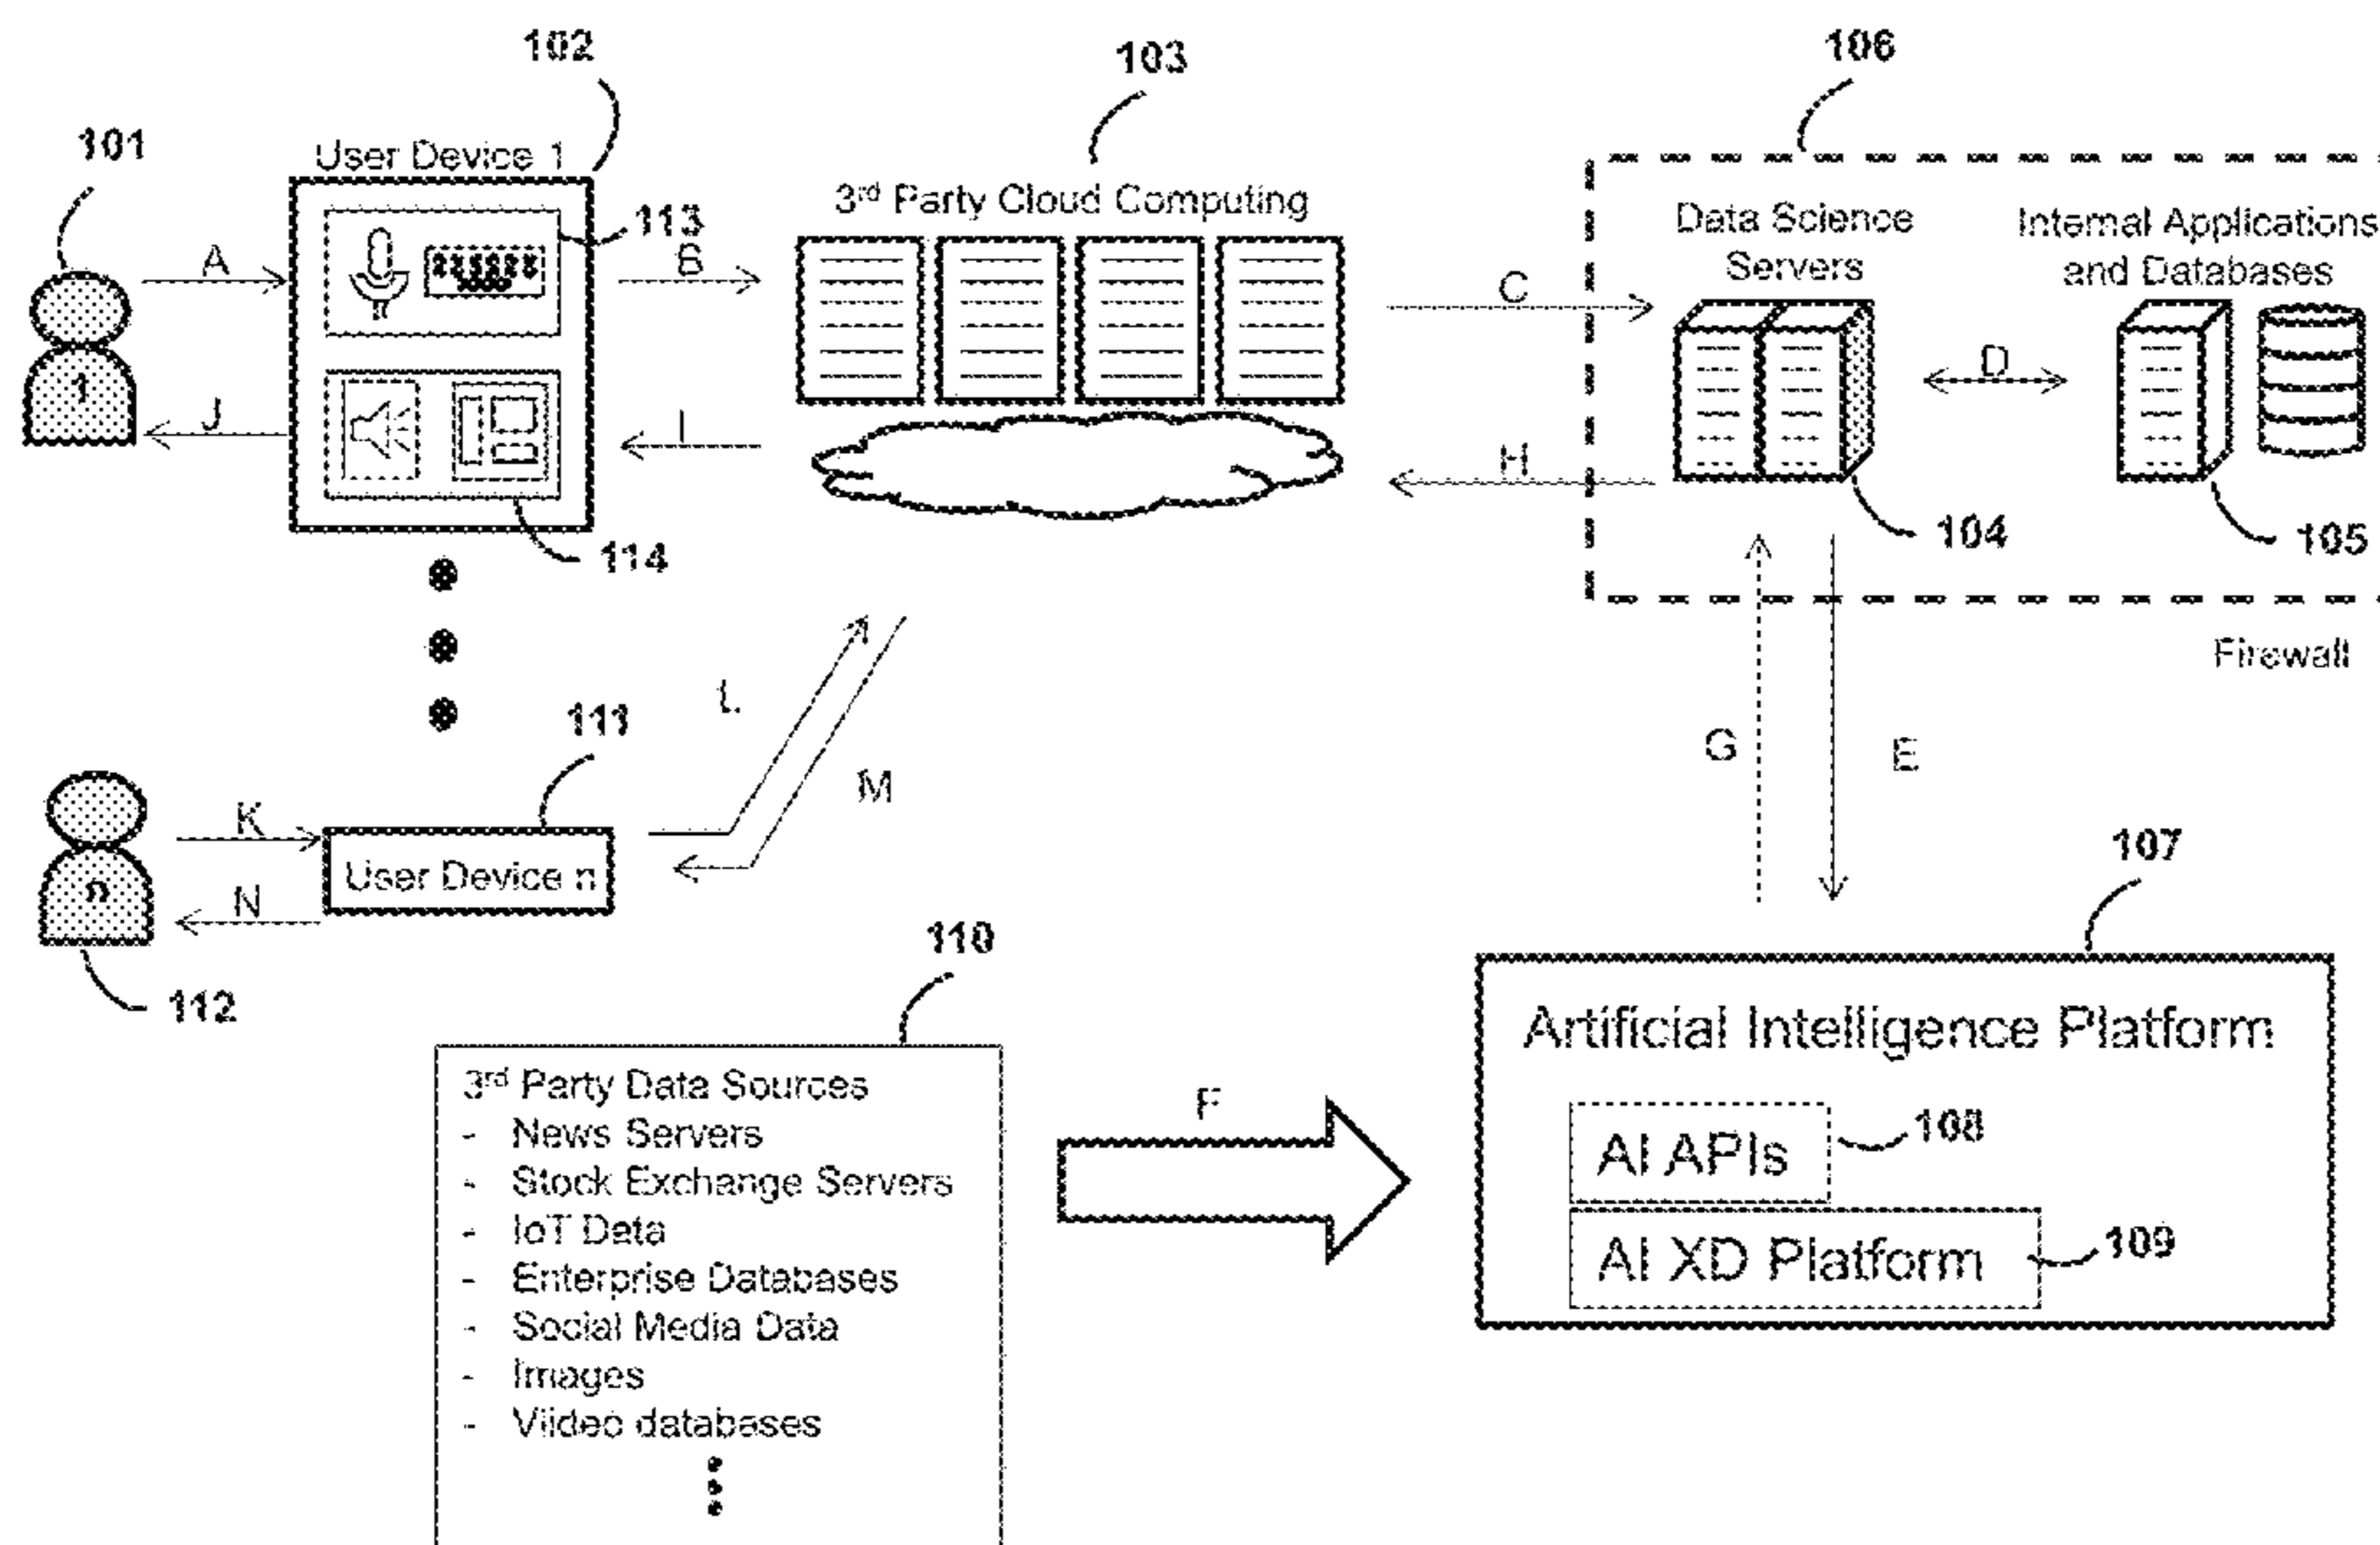 102
103
106
101
User Device 1
3rd Party Cloud Computing
Data Science
Servers
Internal Applications
and Databases
113
A
B
C
D
1
J
I
H
114
104
105
Firewall
L
111
G
E
M
K
User Device n
n
N
107
110
112
Artificial Intelligence Platform
3rd Party Data Sources
- News Servers
- Stock Exchange Servers
- IoT Data
- Enterprise Databases
- Social Media Data
- Images
- Viideo databases
F
AI APIs
108
AI XD Platform
109